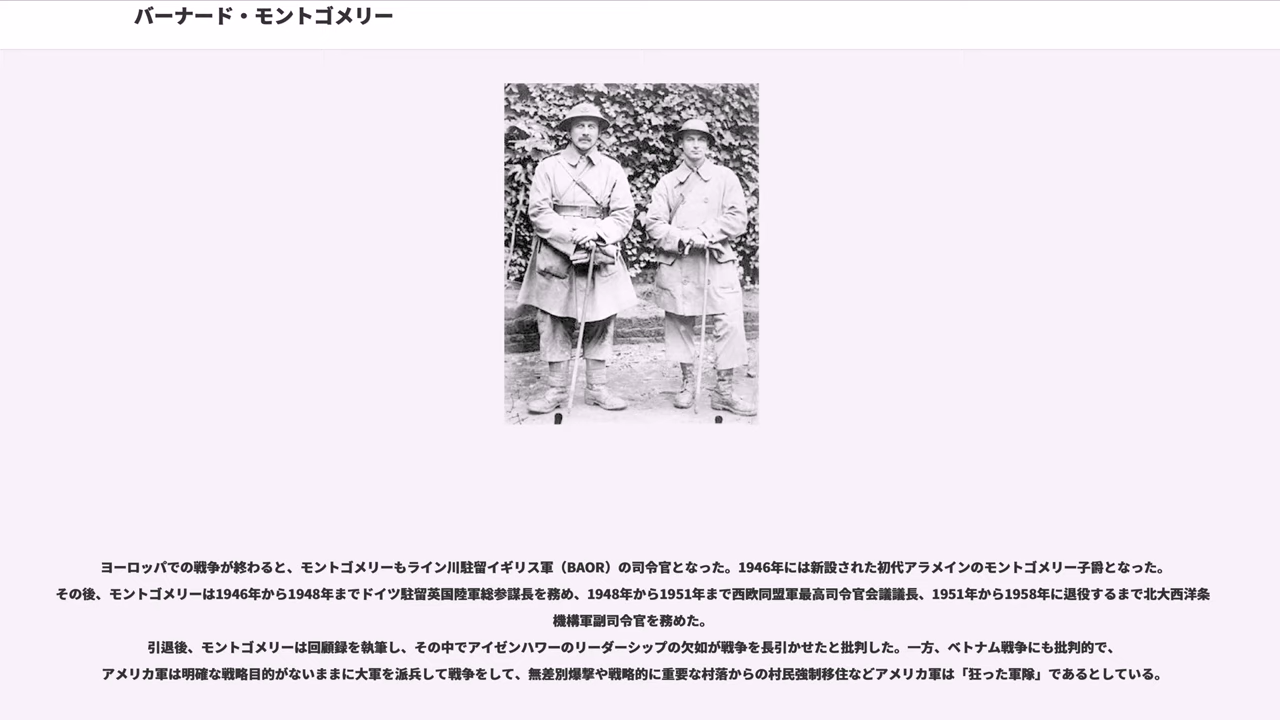 バーナード・モントゴメリー
ヨーロッパでの戦争が終わると、モントゴメリーもライン川駐留イギリス軍（BAOR）の司令官となった。1946年には新設された初代アラメインのモントゴメリー子爵となった。
その後、モントゴメリーは1946年から1948年までドイツ駐留英国陸軍総参謀長を務め、1948年から1951年まで西欧同盟軍最高司令官会議議長、1951年から1958年に退役するまで北大西洋条
機構軍副司令官を務めた。
引退後、モントゴメリーは回顧録を執筆し、その中でアイゼンハワーのリーダーシップの欠如が戦争を長引かせたと批判した。一方、ベトナム戦争にも批判的で、
アメリカ軍は明確な戦略目的がないままに大軍を派兵して戦争をして、無差別爆撃や戦略的に重要な村落からの村民強制移住などアメリカ軍は「狂った軍隊」であるとしている。